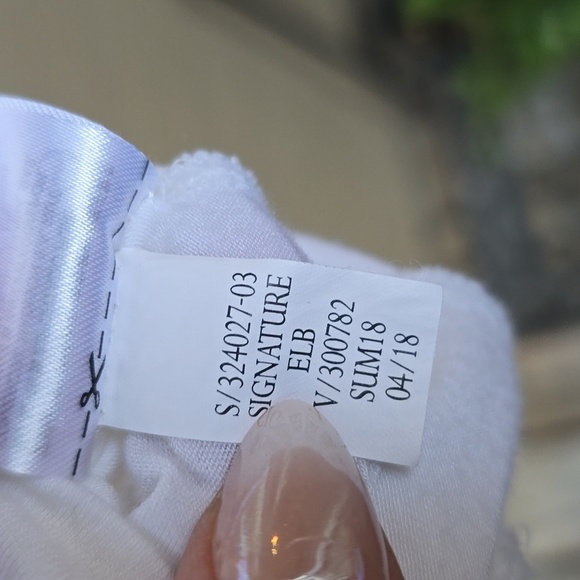 S/324027-03
SIGNATURE
ELB
V/300782
SUM18
04/18